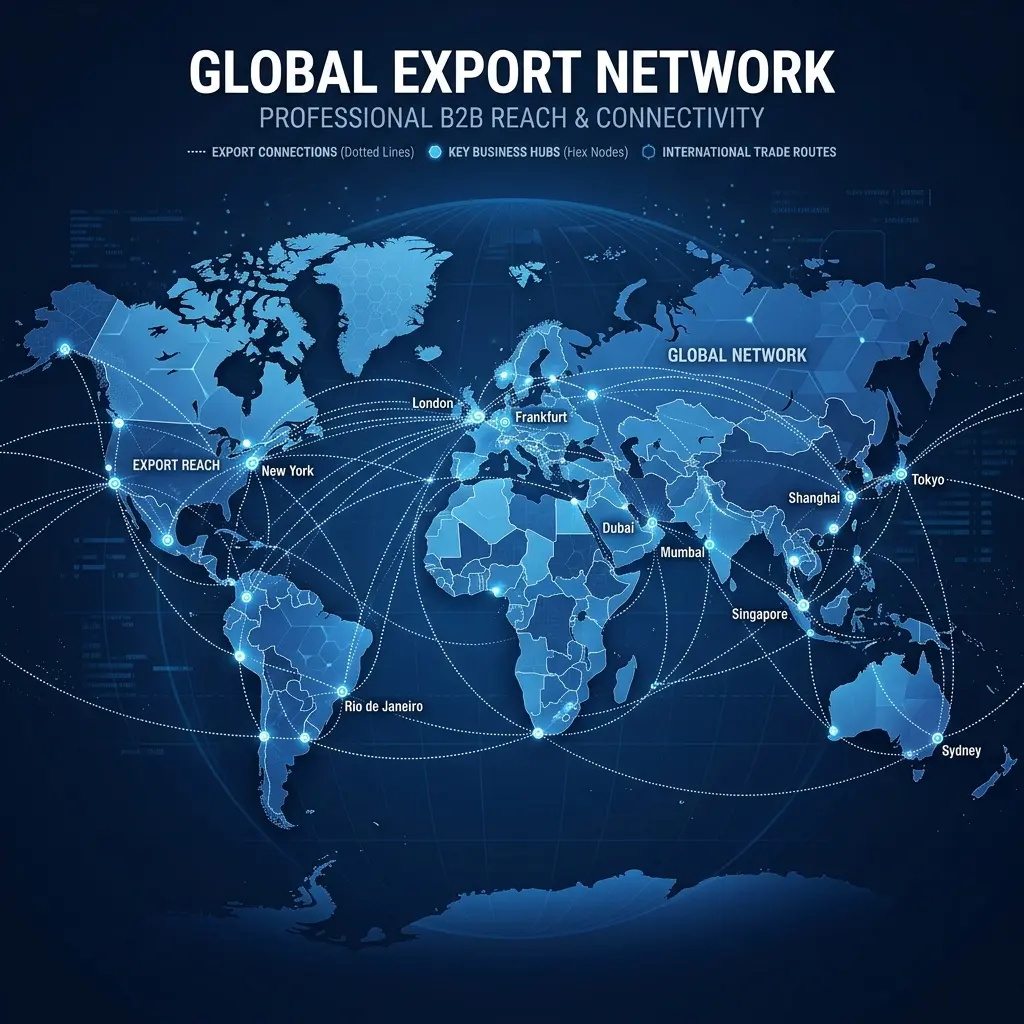 GLOBAL EXPORT NETWORK
PROFESSIONAL B2B REACH & CONNECTIVITY
EXPORT CONNECTIONS (Dotted Lines) KEY BUSINESS HUBS (Hex Nodes) INTERNATIONAL TRADE ROUTES
GLOBAL NETWORK
London
Frankfurt
EXPORT REACH
New York
Tokyo
Shanghai
Dubai
Mumbai
Singapore
Rio de Janeiro
Sydney